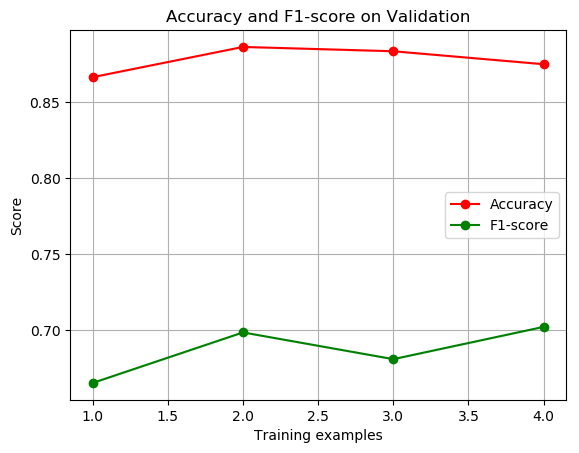 Accuracy and F1-score on Validation
Score
0.85
0.80
0.75
0.70
Accuracy
F1-score
1.0 1.5 2.0 2.5 3.0 3.5 4.0
Training examples